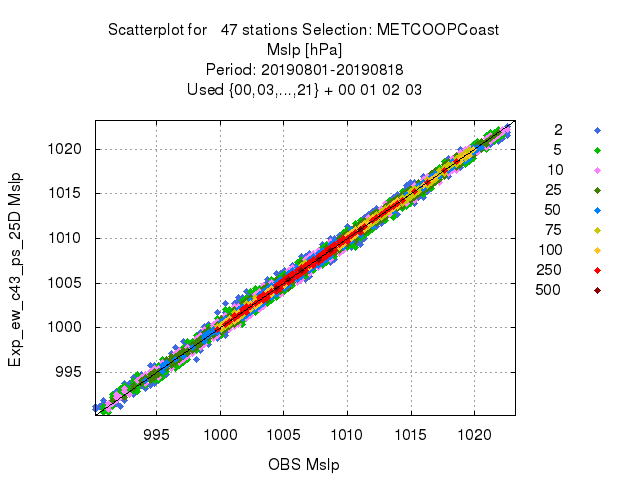 Scatterplot for 47 stations Selection: METCOOPCoast
Mslp [hPa]
Period: 20190801-20190818
Used {00,03,...,21} + 00 01 02 03
Exp_ew_c43_ps_25D Mslp
1020
1015
1010
1005
1000
995
995 1000 1005 1010 1015 1020
OBS Mslp
2
5
10
25
50
75
100
250
500